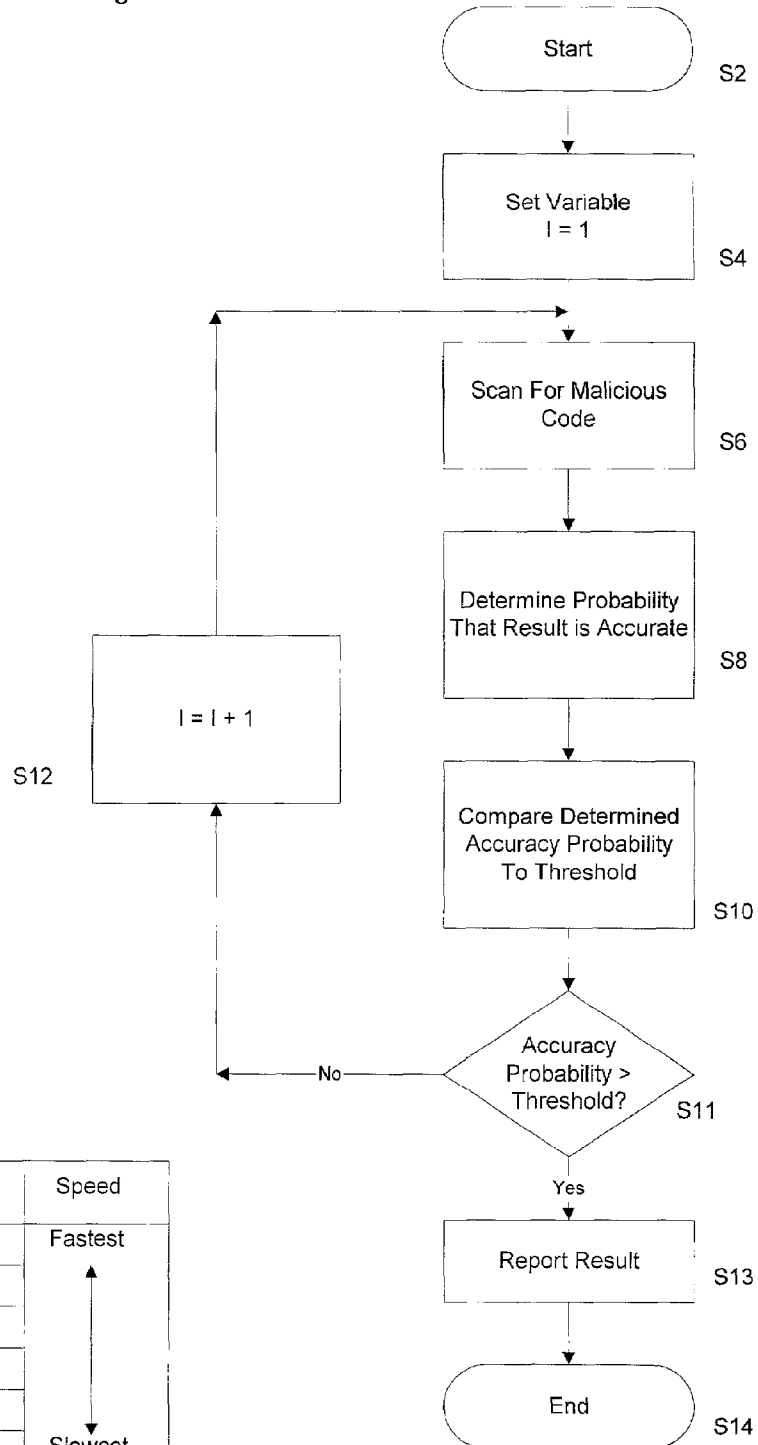 Start
S2
Set Variable
I = 1
S4
Scan For Malicious
Code
S6
Determine Probability
That Result is Accurate
S8
I = I + 1
S12
Compare Determined
Accuracy Probability
To Threshold
S10
Accuracy
Probability >
Threshold?
S11
No
Yes
Speed
Fastest
Slowest
Report Result
S13
End
S14